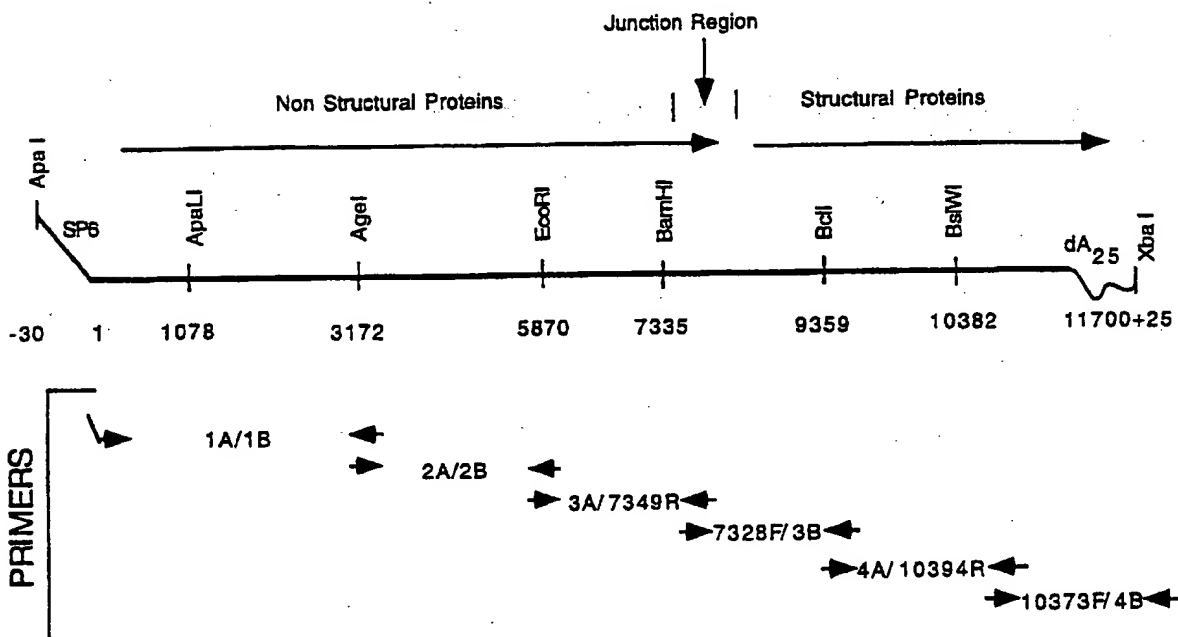 Junction Region
Non Structural Proteins
Structural Proteins
Apa I
SP6
ApaLI
AgeI
EcoRI
BamHI
BclI
BsiWI
dA25
Xba I
-30 1 1078 3172 5870 7335 9359 10382 11700+25
PRIMERS
1A/1B
2A/2B
3A/7349R
7328F/3B
4A/10394R
10373F/4B